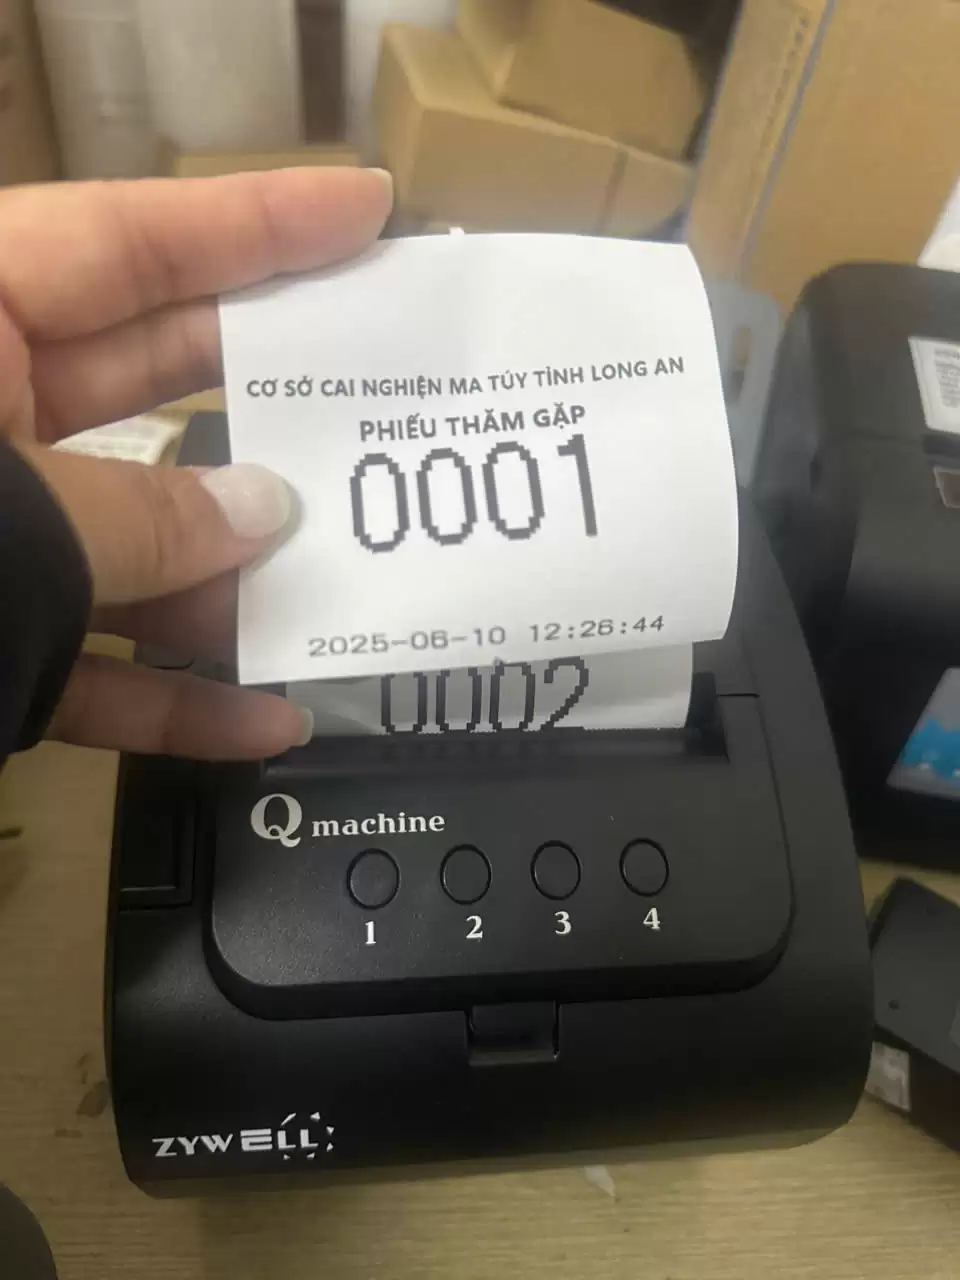 CƠ SỞ CAI NGHIỆN MA TÚY TỈNH LONG AN
PHIẾU THĂM GẶP
0001
2025-06-10 12:26:44
0002
Q machine
1 2 3 4
ZYWELL